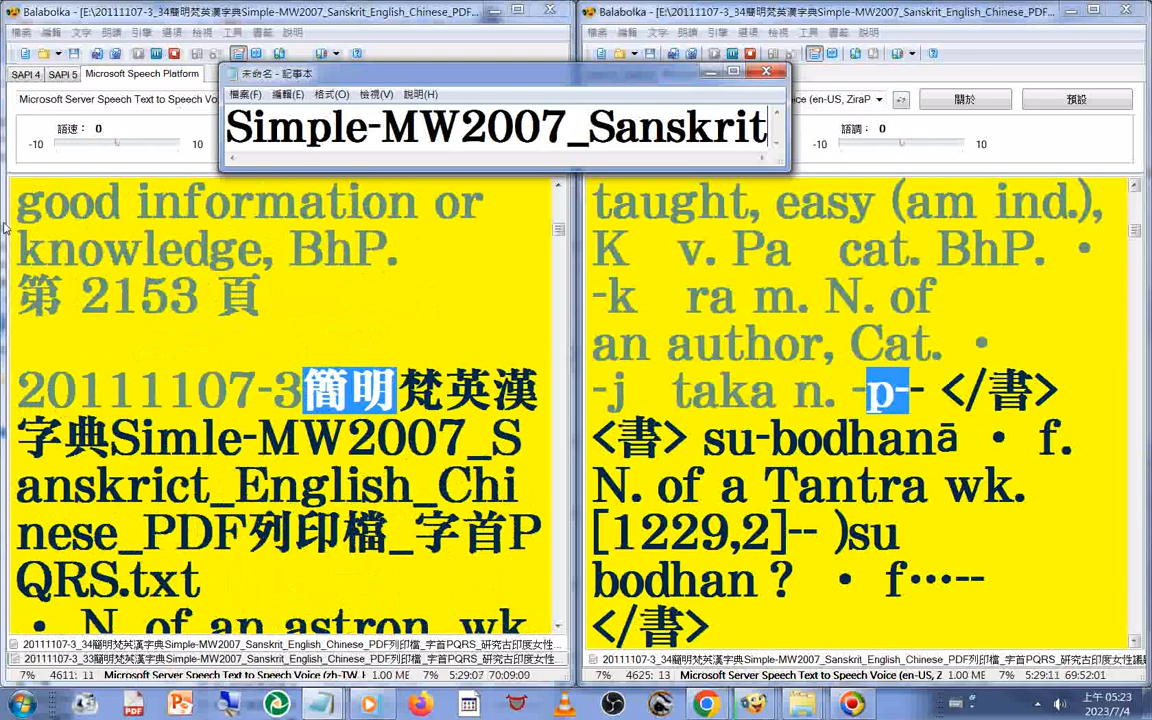 Balabolka - [E:\20111107-3_34簡明梵英漢字典Simple-MW2007_Sanskrit_English_Chinese_PDF...
檔案 編輯 文字 朗讀 引擎 選項 檢視 工具 書籤 說明
SAPI 4 SAPI 5 Microsoft Speech Platform
Microsoft Server Speech Text to Speech Vo
語速： 0
-10 10
good information or
knowledge, BhP.
第 2153 頁
20111107-3簡明梵英漢
字典Simle-MW2007_S
anskrict_English_Chi
nese_PDF列印檔_字首P
QRS.txt
• N. of an astron. wk
20111107-3_34簡明梵英漢字典Simple-MW2007_Sanskrit_English_Chinese_PDF列印檔_字首PQRS_研究古印度女性...
20111107-3_33簡明梵英漢字典Simple-MW2007_Sanskrit_English_Chinese_PDF列印檔_字首PQRS_研究古印度女性...
7% 4611: 11 Microsoft Server Speech Text to Speech Voice (zh-TW, 1.00 ME 7% 5:29:07 70:09:00
未命名 - 記事本
檔案(F) 編輯(E) 格式(O) 檢視(V) 說明(H)
Simple-MW2007_Sanskrit
Balabolka - [E:\20111107-3_34簡明梵英漢字典Simple-MW2007_Sanskrit_English_Chinese_PDF...
檔案 編輯 文字 朗讀 引擎 選項 檢視 工具 書籤 說明
ice (en-US, ZiraP 關於 預設
語調： 0
-10 10
taught, easy (am ind.),
K v. Pa cat. BhP. •
-k ra m. N. of
an author, Cat. •
-j taka n. -p-- </書>
<書> su-bodhanā • f.
N. of a Tantra wk.
[1229,2]-- )su
bodhan？ • f…--
</書>
20111107-3_34簡明梵英漢字典Simple-MW2007_Sanskrit_English_Chinese_PDF列印檔_字首PQRS_研究古印度女性議
7% 4625: 13 Microsoft Server Speech Text to Speech Voice (en-US, Z 1.00 ME 7% 5:29:11 69:52:01
上午 05:23
2023/7/4